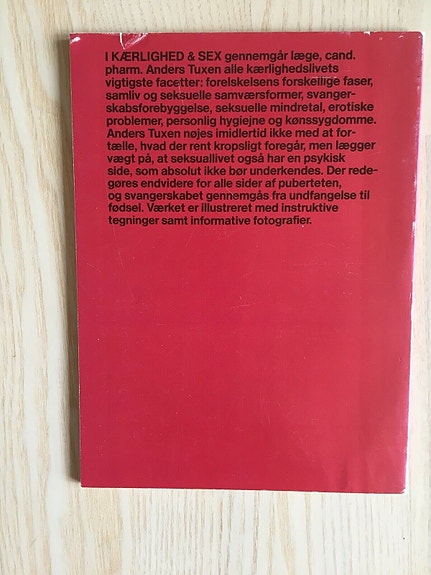 I KÆRLIGHED & SEX gennemgår læge, cand.
pharm. Anders Tuxen alle kærlighedslivets
vigtigste facetter: forelskelsens forskellige faser,
samliv og seksuelle samværsformer, svanger-
skabsforebyggelse, seksuelle mindretal, erotiske
problemer, personlig hygiejne og kønssygdomme.
Anders Tuxen nøjes imidlertid ikke med at for-
tælle, hvad der rent kropsligt foregår, men lægger
vægt på, at seksuallivet også har en psykisk
side, som absolut ikke bør underkendes. Der rede-
gøres endvidere for alle sider af puberteten,
og svangerskabet gennemgås fra undfangelse til
fødsel. Værket er illustreret med instruktive
tegninger samt informative fotografier.